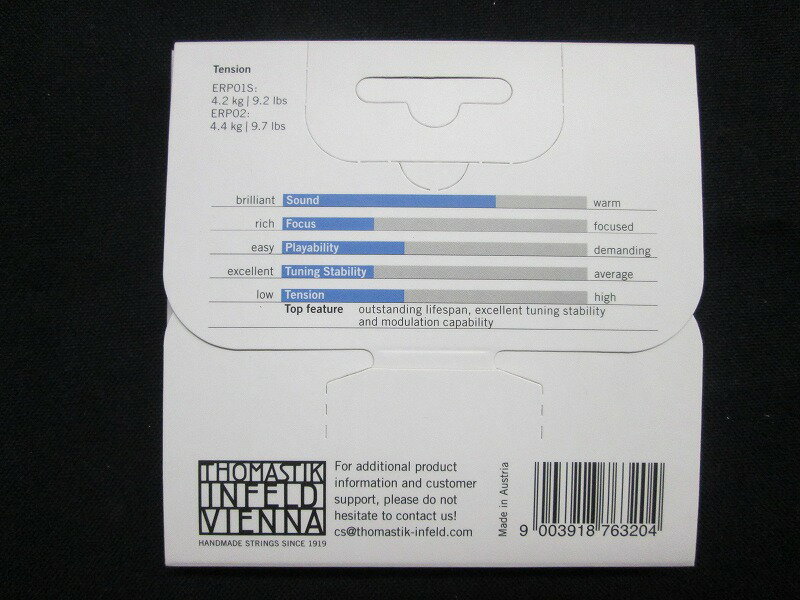 Tension
ERP01S:
4.2 kg | 9.2 lbs
ERP02:
4.4 kg | 9.7 lbs
brilliant Sound warm
rich Focus focused
easy Playability demanding
excellent Tuning Stability average
low Tension high
Top feature outstanding lifespan, excellent tuning stability
and modulation capability
THOMASTIK
INFELD
VIENNA
HANDMADE STRINGS SINCE 1919
For additional product
information and customer
support, please do not
hesitate to contact us!
cs@thomastik-infeld.com
Made in Austria
9 003918 763204